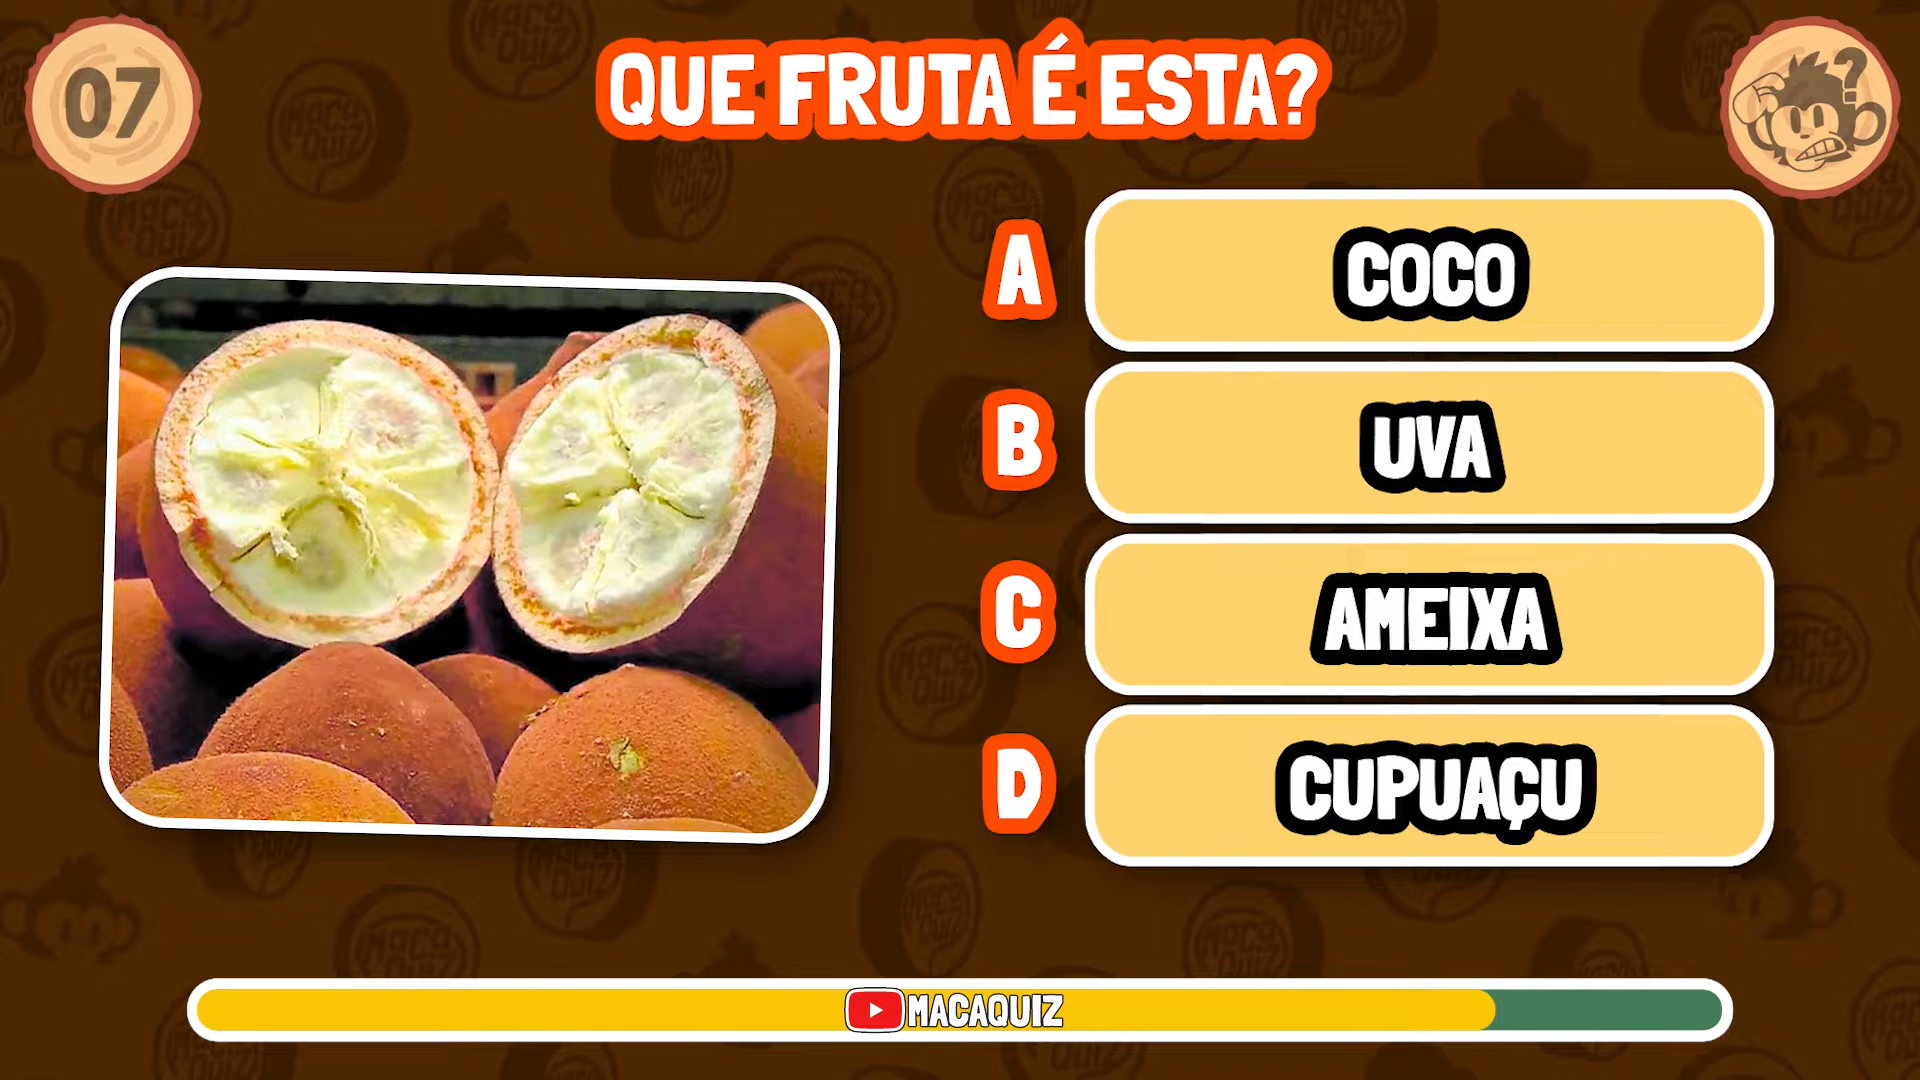 07
QUE FRUTA É ESTA?
?
A
COCO
B
UVA
C
AMEIXA
D
CUPUAÇU
MACAQUIZ